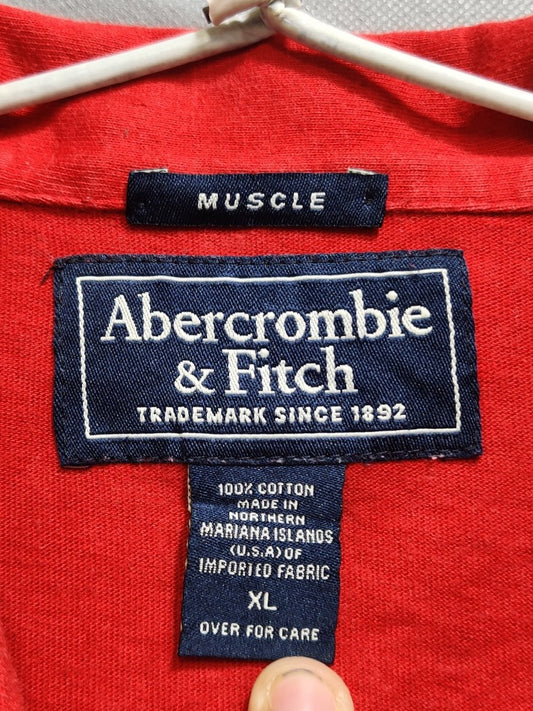 MUSCLE
Abercrombie
& Fitch
TRADEMARK SINCE 1892
100% COTTON
MADE IN
NORTHERN
MARIANA ISLANDS
(U.S.A) OF
IMPORTED FABRIC
XL
OVER FOR CARE